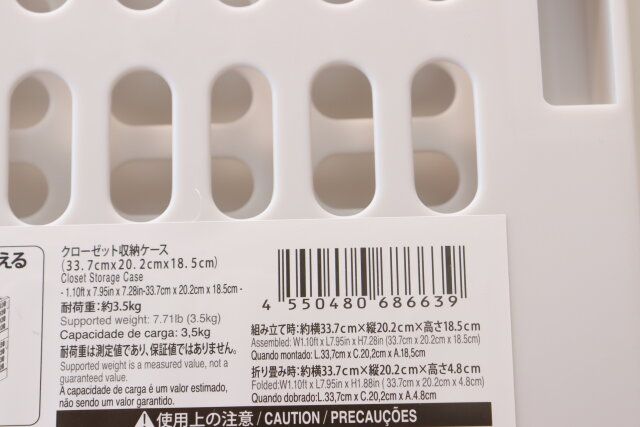 える
クローゼット収納ケース
(33.7cm×20.2cm×18.5cm)
Closet Storage Case
- 1.10ft x 7.95in x 7.28in-33.7cm x 20.2cm x 18.5cm -
耐荷重:約3.5kg
Supported weight: 7.71lb (3.5kg)
Capacidade de carga: 3,5kg
耐荷重は測定値であり、保証値ではありません。
Supported weight is a measured value, not a
guaranteed value.
A capacidade de carga é um valor estimado,
não sendo um valor garantido.
4 550480 686639
組み立て時:約横33.7cm×縦20.2cm×高さ18.5cm
Assembled: W1.10ft x L7.95in x H7.28in (33.7cm x 20.2cm x 18.5cm)
Quando montado: L.33,7cm x C.20,2cm x A.18,5cm
折り畳み時:約横33.7cm×縦20.2cm×高さ4.8cm
Folded:W1.10ft x L7.95in x H1.88in ( 33.7cm x 20.2cm x 4.8cm)
Quando dobrado:L.33,7cm x C.20,2cm x A.4.8cm)
使用上の注意/CAUTION / PRECAUÇÕES